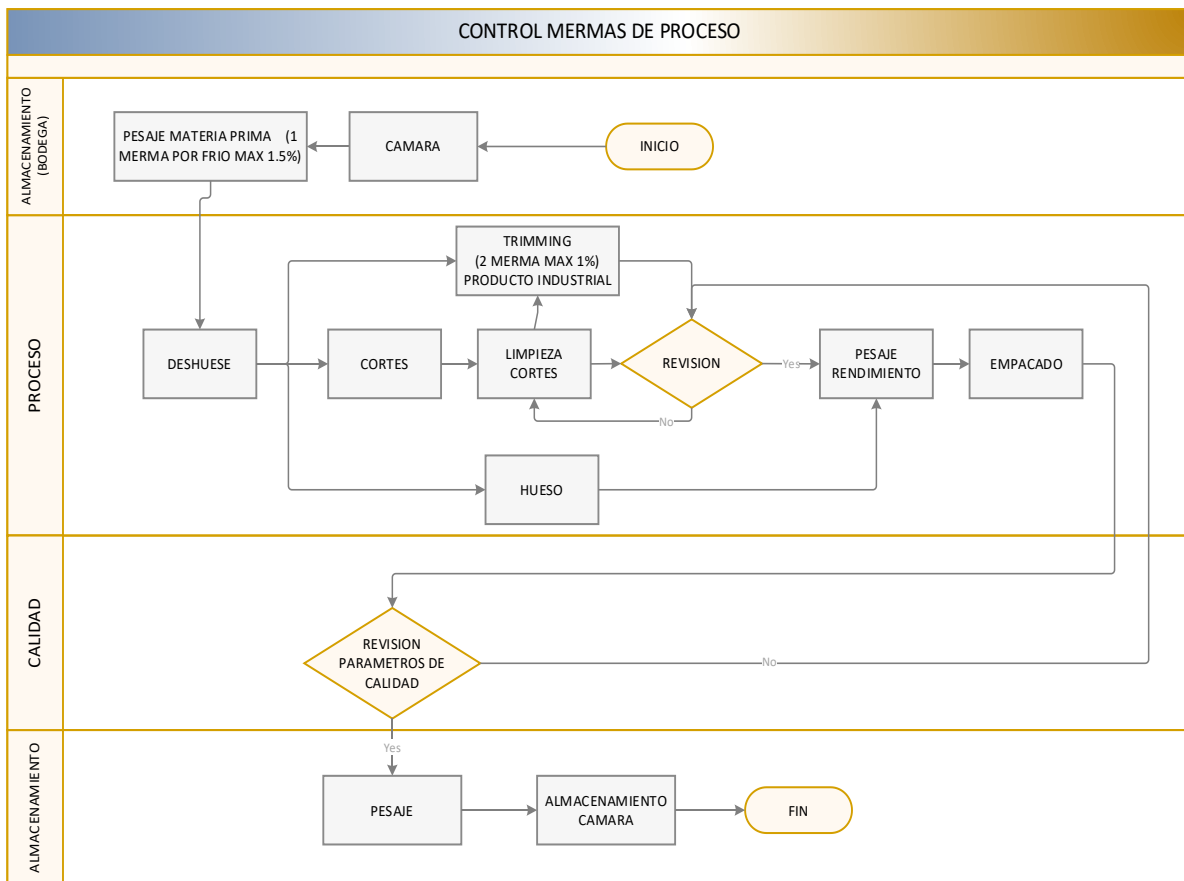 CONTROL MERMAS DE PROCESO
ALMACENAMIENTO
(BODEGA)
PESAJE MATERIA PRIMA (1
MERMA POR FRIO MAX 1.5%)
CAMARA
INICIO
PROCESO
TRIMMING
(2 MERMA MAX 1%)
PRODUCTO INDUSTRIAL
DESHUESE
CORTES
LIMPIEZA
CORTES
REVISION
Yes
PESAJE
RENDIMIENTO
EMPACADO
No
HUESO
CALIDAD
REVISION
PARAMETROS DE
CALIDAD
No
Yes
ALMACENAMIENTO
PESAJE
ALMACENAMIENTO
CAMARA
FIN